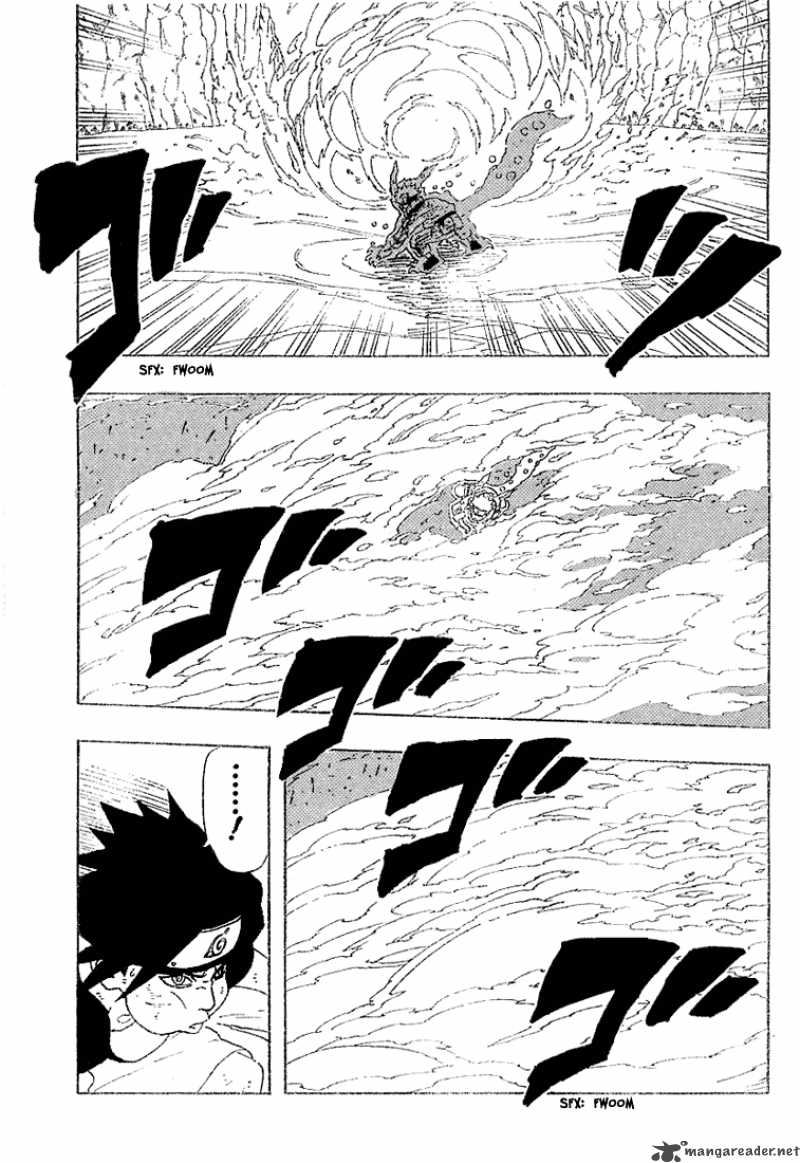 ゴッ
SFX: FWOOM
ゴ
ゴ
ゴ
ゴ
......!
SFX: FWOOM
mangareader.net